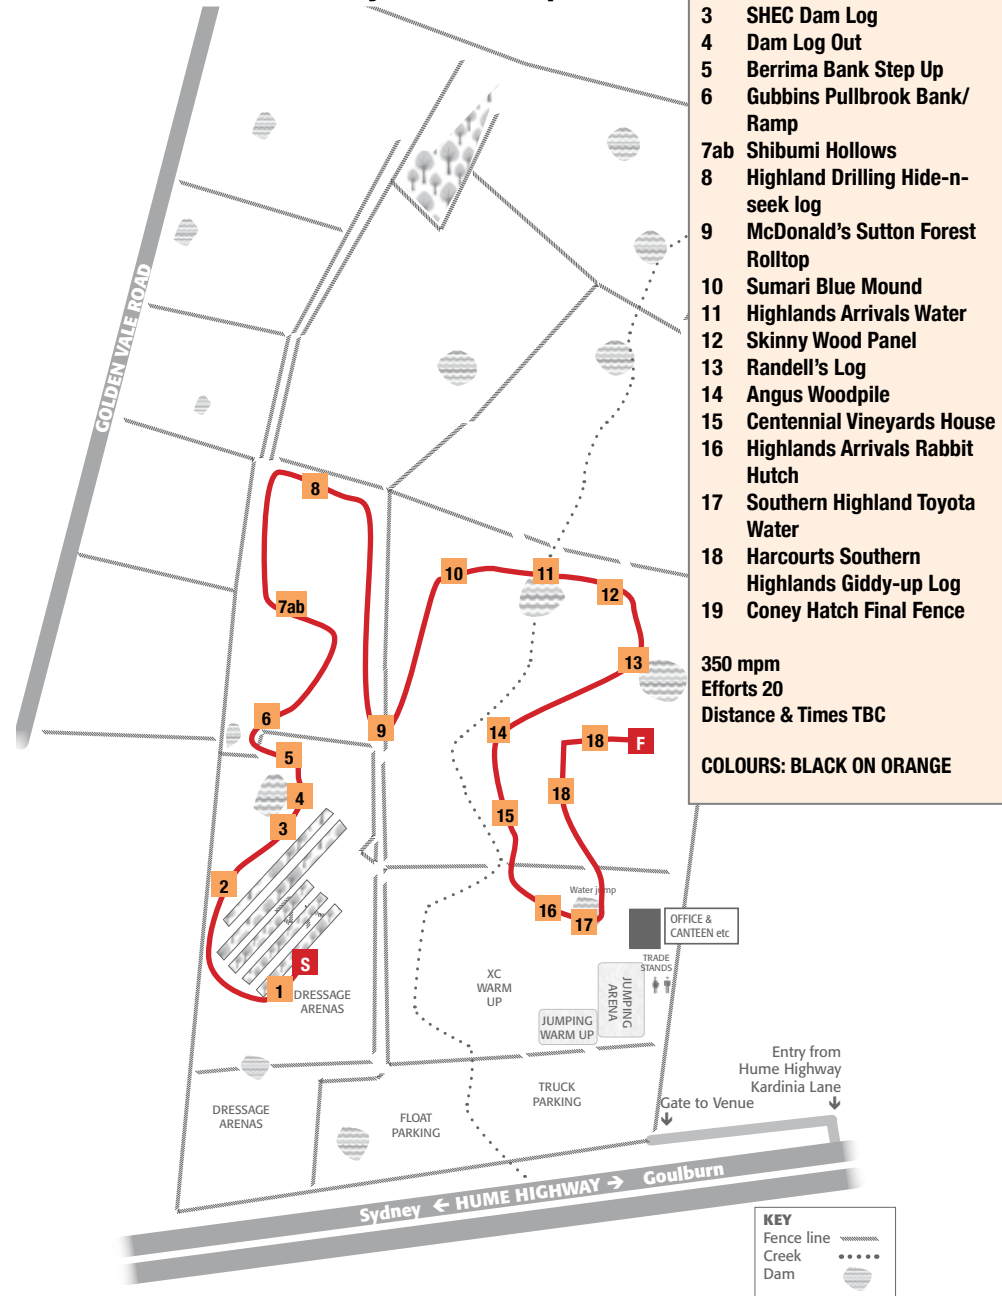 3 SHEC Dam Log
4 Dam Log Out
5 Berrima Bank Step Up
6 Gubbins Pullbrook Bank/
Ramp
7ab Shibumi Hollows
8 Highland Drilling Hide-n-
seek log
9 McDonald's Sutton Forest
Rolltop
10 Sumari Blue Mound
11 Highlands Arrivals Water
12 Skinny Wood Panel
13 Randell's Log
14 Angus Woodpile
15 Centennial Vineyards House
16 Highlands Arrivals Rabbit
Hutch
17 Southern Highland Toyota
Water
18 Harcourts Southern
Highlands Giddy-up Log
19 Coney Hatch Final Fence
350 mpm
Efforts 20
Distance & Times TBC
COLOURS: BLACK ON ORANGE
GOLDEN VALE ROAD
8
10
11
12
7ab
13
6
9
14
18
F
5
4
18
3
15
2
Water jump
16
17
OFFICE &
CANTEEN etc
S
TRADE
STANDS
1
DRESSAGE
ARENAS
XC
WARM
UP
JUMPING
ARENA
JUMPING
WARM UP
Entry from
Hume Highway
Kardinia Lane
Gate to Venue
TRUCK
PARKING
DRESSAGE
ARENAS
FLOAT
PARKING
Sydney ← HUME HIGHWAY → Goulburn
KEY
Fence line
Creek
Dam